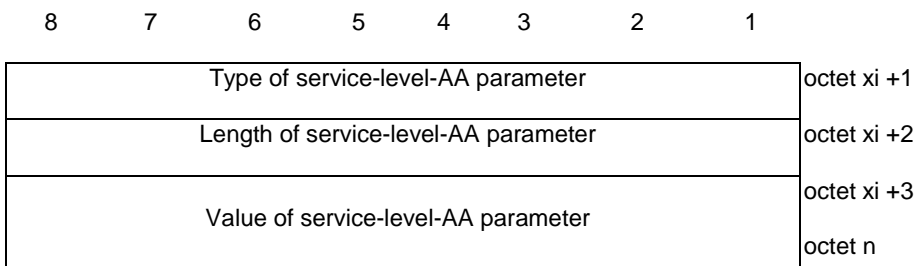 8 7 6 5 4 3 2 1
Type of service-level-AA parameter octet xi +1
Length of service-level-AA parameter octet xi +2
octet xi +3
Value of service-level-AA parameter
octet n